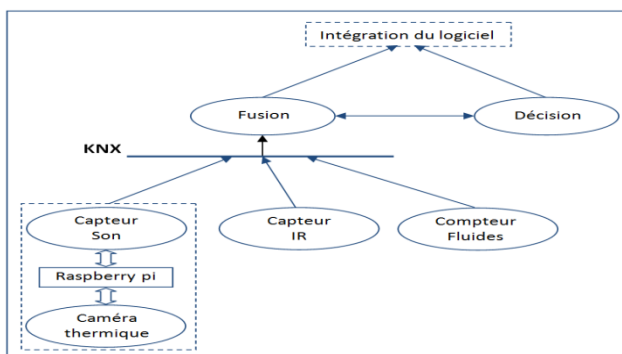 Intégration du logiciel
Fusion
Décision
KNX
Capteur
Son
Capteur
IR
Compteur
Fluides
Raspberry pi
Caméra
thermique